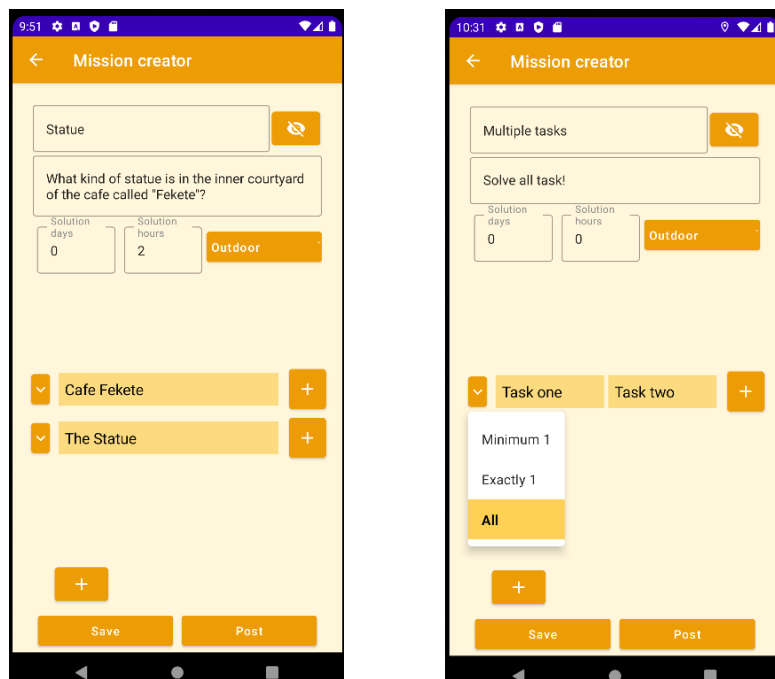 9:51
Mission creator
Statue
What kind of statue is in the inner courtyard
of the cafe called "Fekete"?
Solution
days
0
Solution
hours
2
Outdoor
Cafe Fekete
The Statue
Save
Post
10:31
Mission creator
Multiple tasks
Solve all task!
Solution
days
0
Solution
hours
0
Outdoor
Task one
Task two
Minimum 1
Exactly 1
All
Save
Post